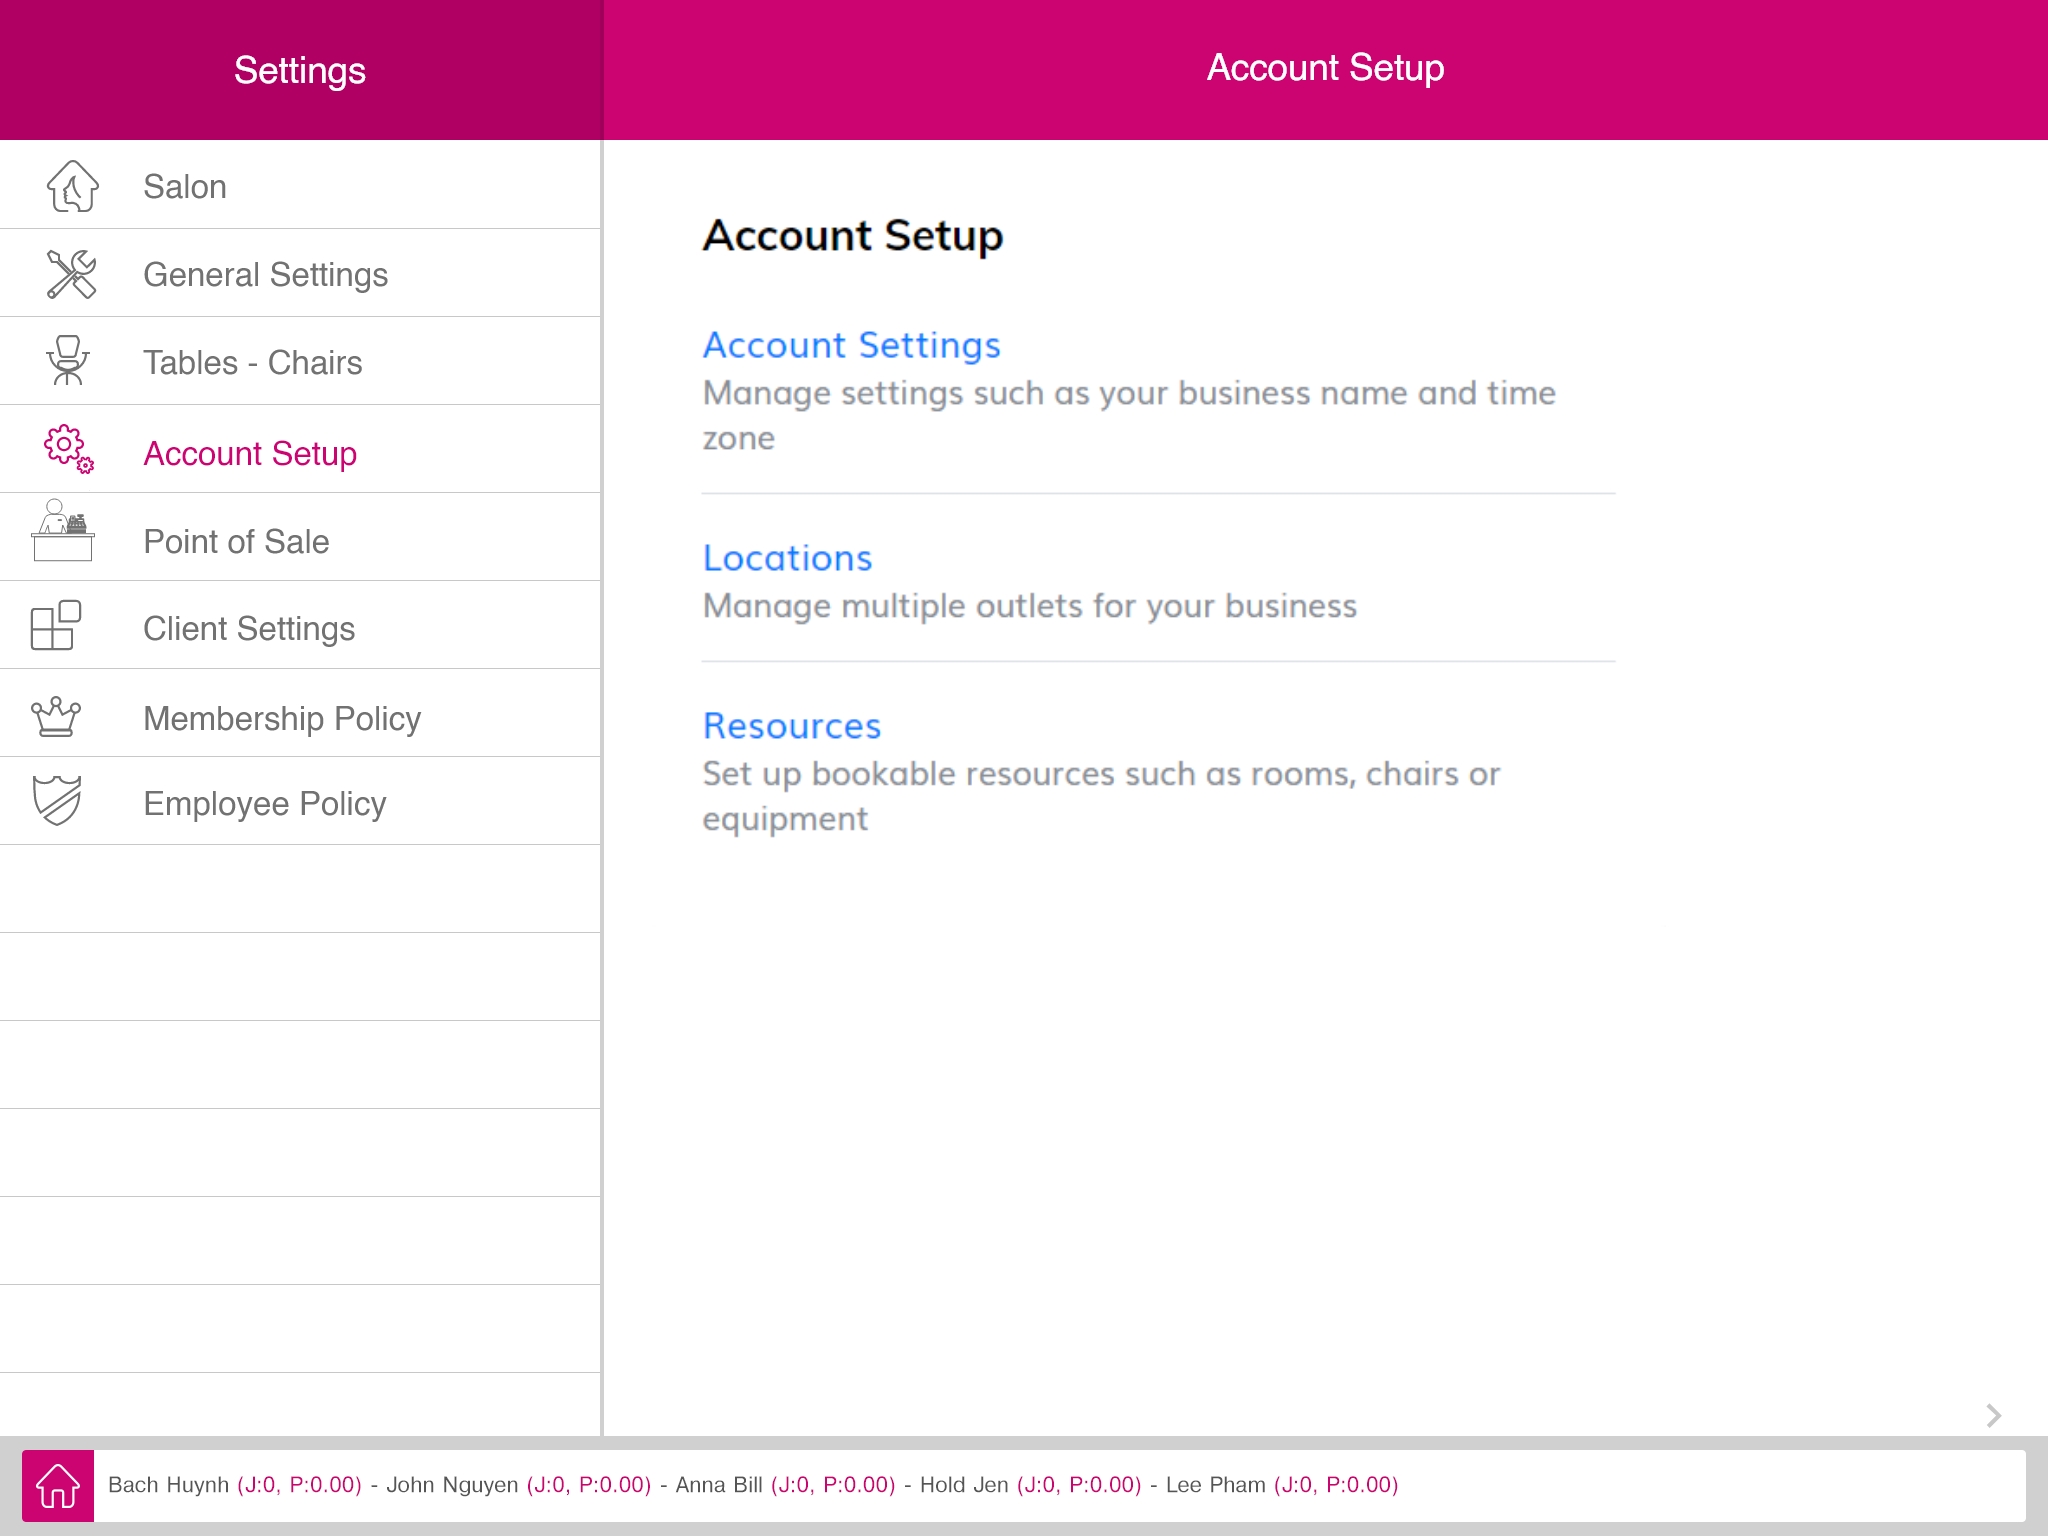 Settings
Account Setup
Salon
General Settings
Tables - Chairs
Account Setup
Point of Sale
Client Settings
Membership Policy
Employee Policy
Account Setup
Account Settings
Manage settings such as your business name and time
zone
Locations
Manage multiple outlets for your business
Resources
Set up bookable resources such as rooms, chairs or
equipment
Bach Huynh (J:0, P:0.00) - John Nguyen (J:0, P:0.00) - Anna Bill (J:0, P:0.00) - Hold Jen (J:0, P:0.00) - Lee Pham (J:0, P:0.00)